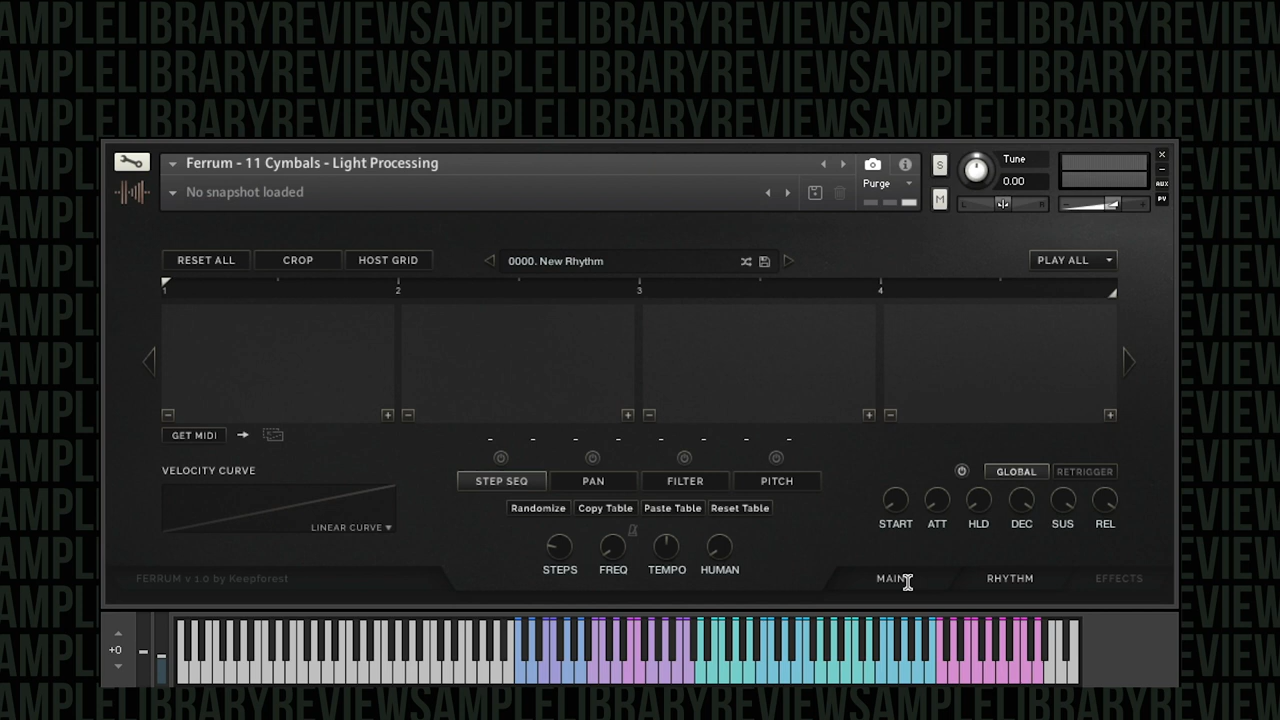 SAMPLELIBRARYREVIEWS
Ferrum - 11 Cymbals - Light Processing
No snapshot loaded
Purge
S
M
Tune
0.00
L R
AUX
PV
RESET ALL CROP HOST GRID 0000. New Rhythm PLAY ALL
1 2 3 4
GET MIDI
VELOCITY CURVE
LINEAR CURVE
STEP SEQ PAN FILTER PITCH
Randomize Copy Table Paste Table Reset Table
STEPS FREQ TEMPO HUMAN
GLOBAL RETRIGGER
START ATT HLD DEC SUS REL
FERRUM v 1.0 by Keepforest
MAIN RHYTHM EFFECTS
+0